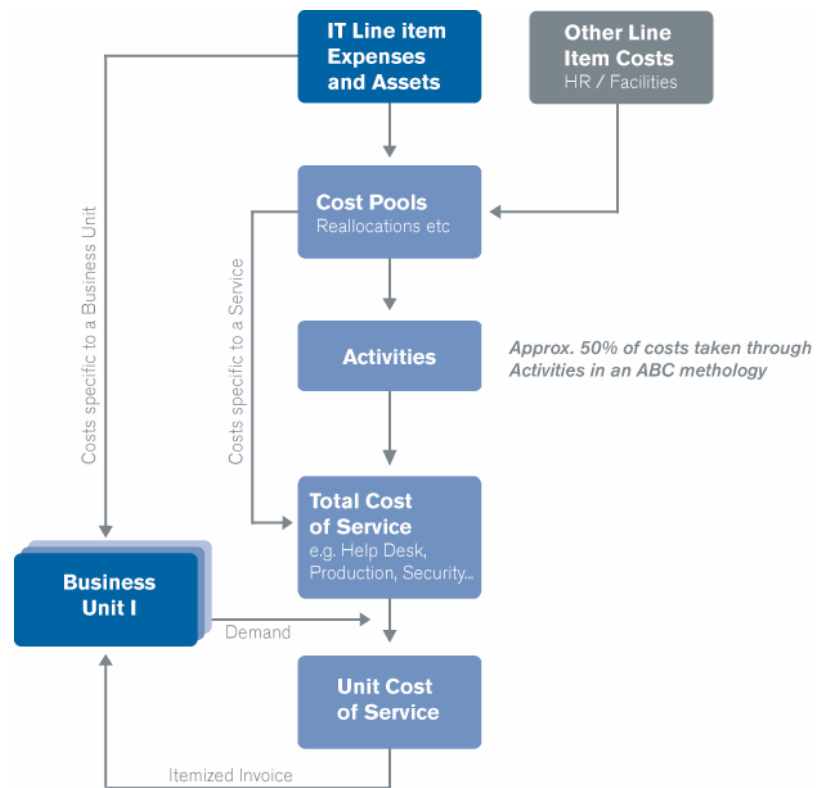 IT Line item
Expenses
and Assets
Other Line
Item Costs
HR / Facilities
Cost Pools
Reallocations etc
Costs specific to a Business Unit
Costs specific to a Service
Activities
Approx. 50% of costs taken through
Activities in an ABC methology
Total Cost
of Service
e.g. Help Desk,
Production, Security...
Business
Unit I
Demand
Unit Cost
of Service
Itemized Invoice